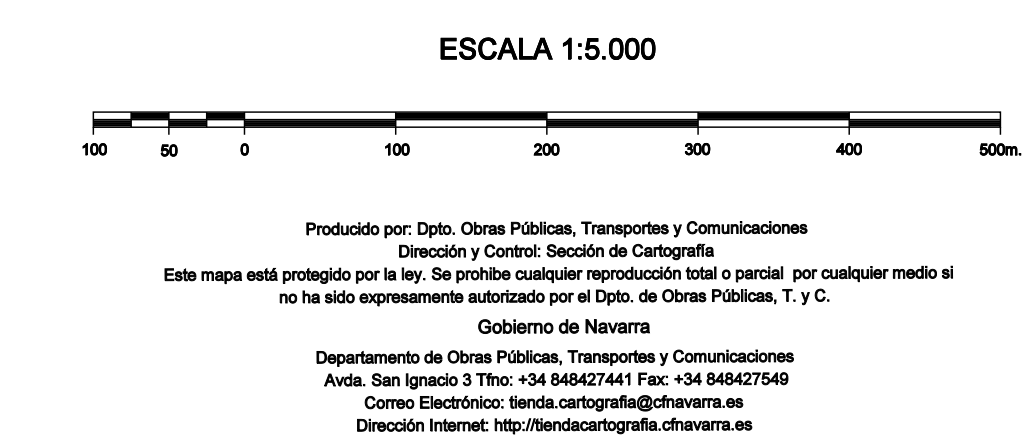 ESCALA 1:5.000
100 50 0 100 200 300 400 500m.
Producido por: Dpto. Obras Públicas, Transportes y Comunicaciones
Dirección y Control: Sección de Cartografía
Este mapa está protegido por la ley. Se prohibe cualquier reproducción total o parcial por cualquier medio si
no ha sido expresamente autorizado por el Dpto. de Obras Públicas, T. y C.
Gobierno de Navarra
Departamento de Obras Públicas, Transportes y Comunicaciones
Avda. San Ignacio 3 Tfno: +34 848427441 Fax: +34 848427549
Correo Electrónico: tienda.cartografia@cfnavarra.es
Dirección Internet: http://tiendacartografia.cfnavarra.es